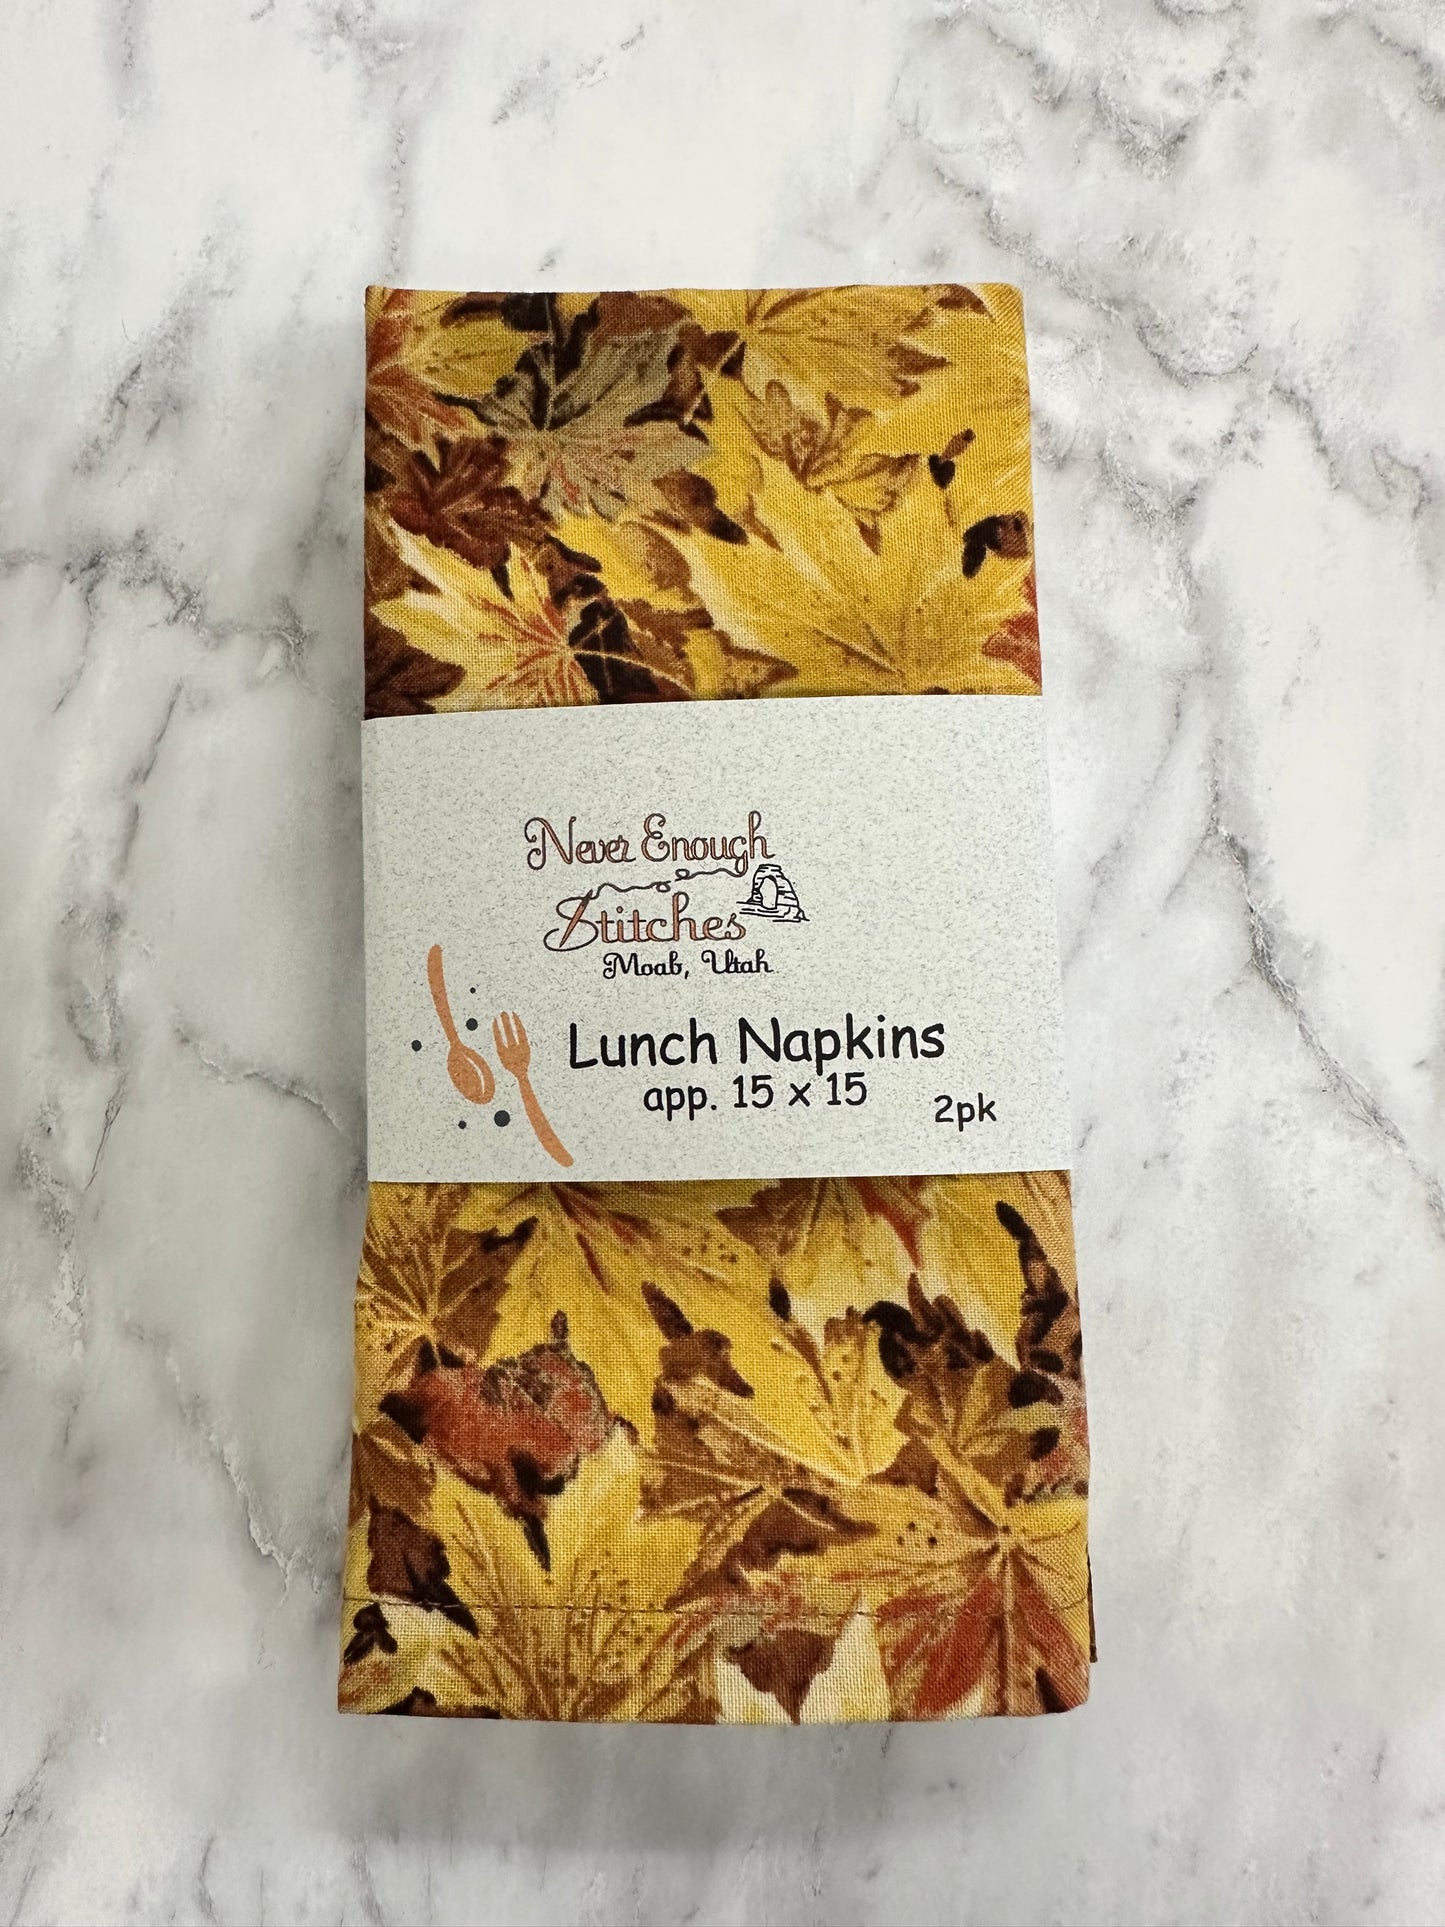 Never Enough
Stitches
Moab, Utah
Lunch Napkins
app. 15 x 15
2pk